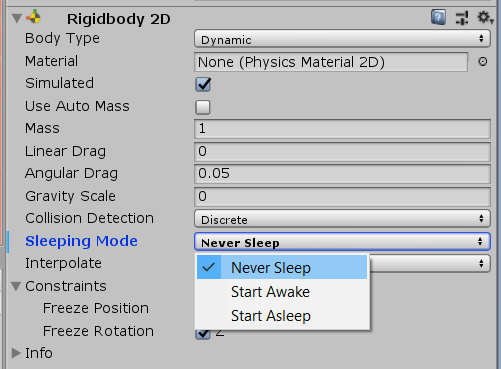 Rigidbody 2D
Body Type Dynamic
Material None (Physics Material 2D)
Simulated
Use Auto Mass
Mass 1
Linear Drag 0
Angular Drag 0.05
Gravity Scale 0
Collision Detection Discrete
Sleeping Mode Never Sleep
Interpolate Never Sleep
Constraints Start Awake
Freeze Position Start Asleep
Freeze Rotation Z
Info